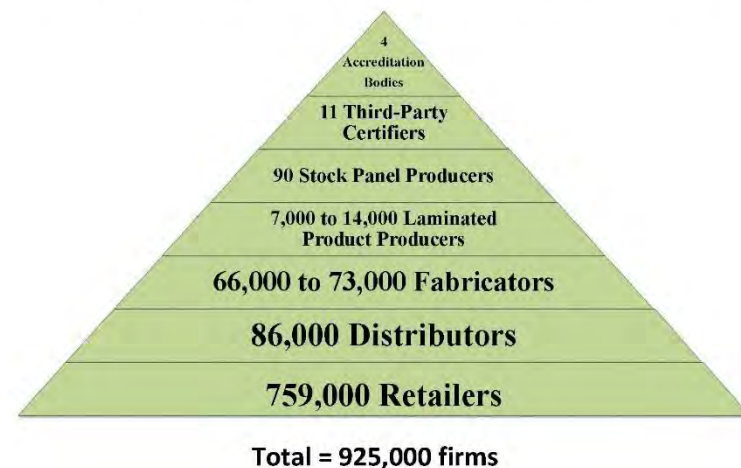 4
Accreditation
Bodies
11 Third-Party
Certifiers
90 Stock Panel Producers
7,000 to 14,000 Laminated
Product Producers
66,000 to 73,000 Fabricators
86,000 Distributors
759,000 Retailers
Total = 925,000 firms